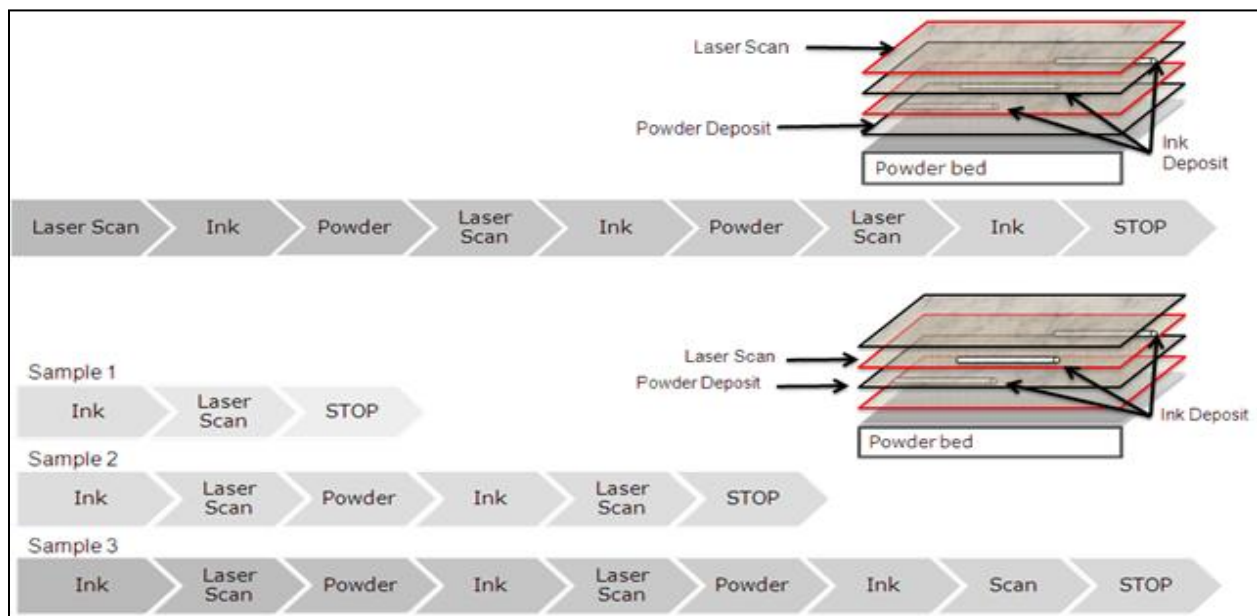 Laser Scan
Powder Deposit
Ink
Deposit
Powder bed
Laser Scan
Ink
Powder
Laser
Scan
Ink
Powder
Laser
Scan
Ink
STOP
Laser Scan
Powder Deposit
Ink Deposit
Powder bed
Sample 1
Ink
Laser
Scan
STOP
Sample 2
Ink
Laser
Scan
Powder
Ink
Laser
Scan
STOP
Sample 3
Ink
Laser
Scan
Powder
Ink
Laser
Scan
Powder
Ink
Scan
STOP